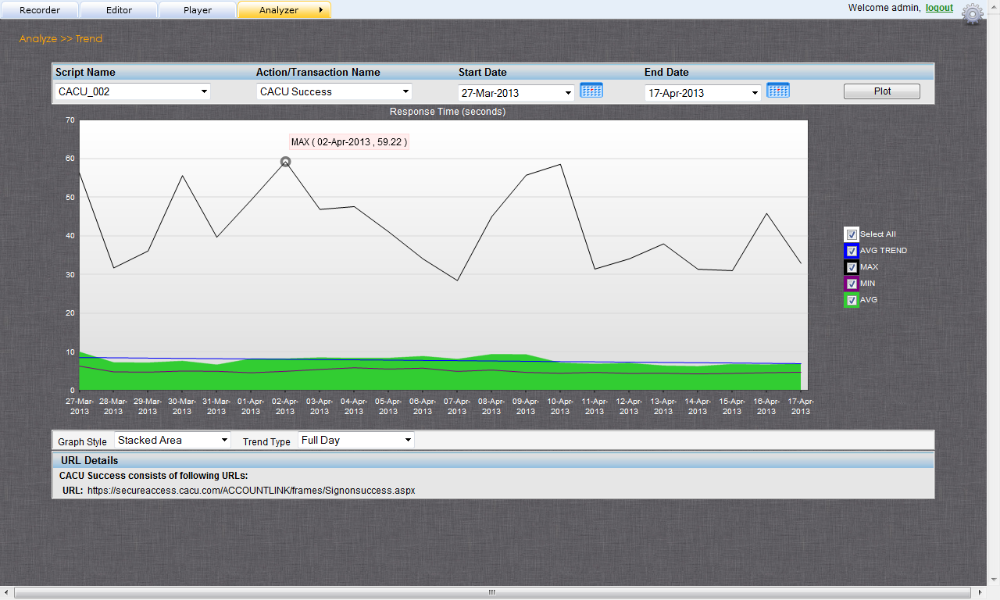 Recorder Editor Player Analyzer Welcome admin, logout
Analyze >> Trend
Script Name Action/Transaction Name Start Date End Date
CACU_002 CACU Success 27-Mar-2013 17-Apr-2013 Plot
Response Time (seconds)
70
MAX ( 02-Apr-2013 , 59.22 )
60
50
40
30
20
10
0
Select All
AVG TREND
MAX
MIN
AVG
27-Mar- 28-Mar- 29-Mar- 30-Mar- 31-Mar- 01-Apr- 02-Apr- 03-Apr- 04-Apr- 05-Apr- 06-Apr- 07-Apr- 08-Apr- 09-Apr- 10-Apr- 11-Apr- 12-Apr- 13-Apr- 14-Apr- 15-Apr- 16-Apr- 17-Apr-
2013 2013 2013 2013 2013 2013 2013 2013 2013 2013 2013 2013 2013 2013 2013 2013 2013 2013 2013 2013 2013 2013
Graph Style Stacked Area Trend Type Full Day
URL Details
CACU Success consists of following URLs:
URL: https://secureaccess.cacu.com/ACCOUNTLINK/frames/Signonsuccess.aspx